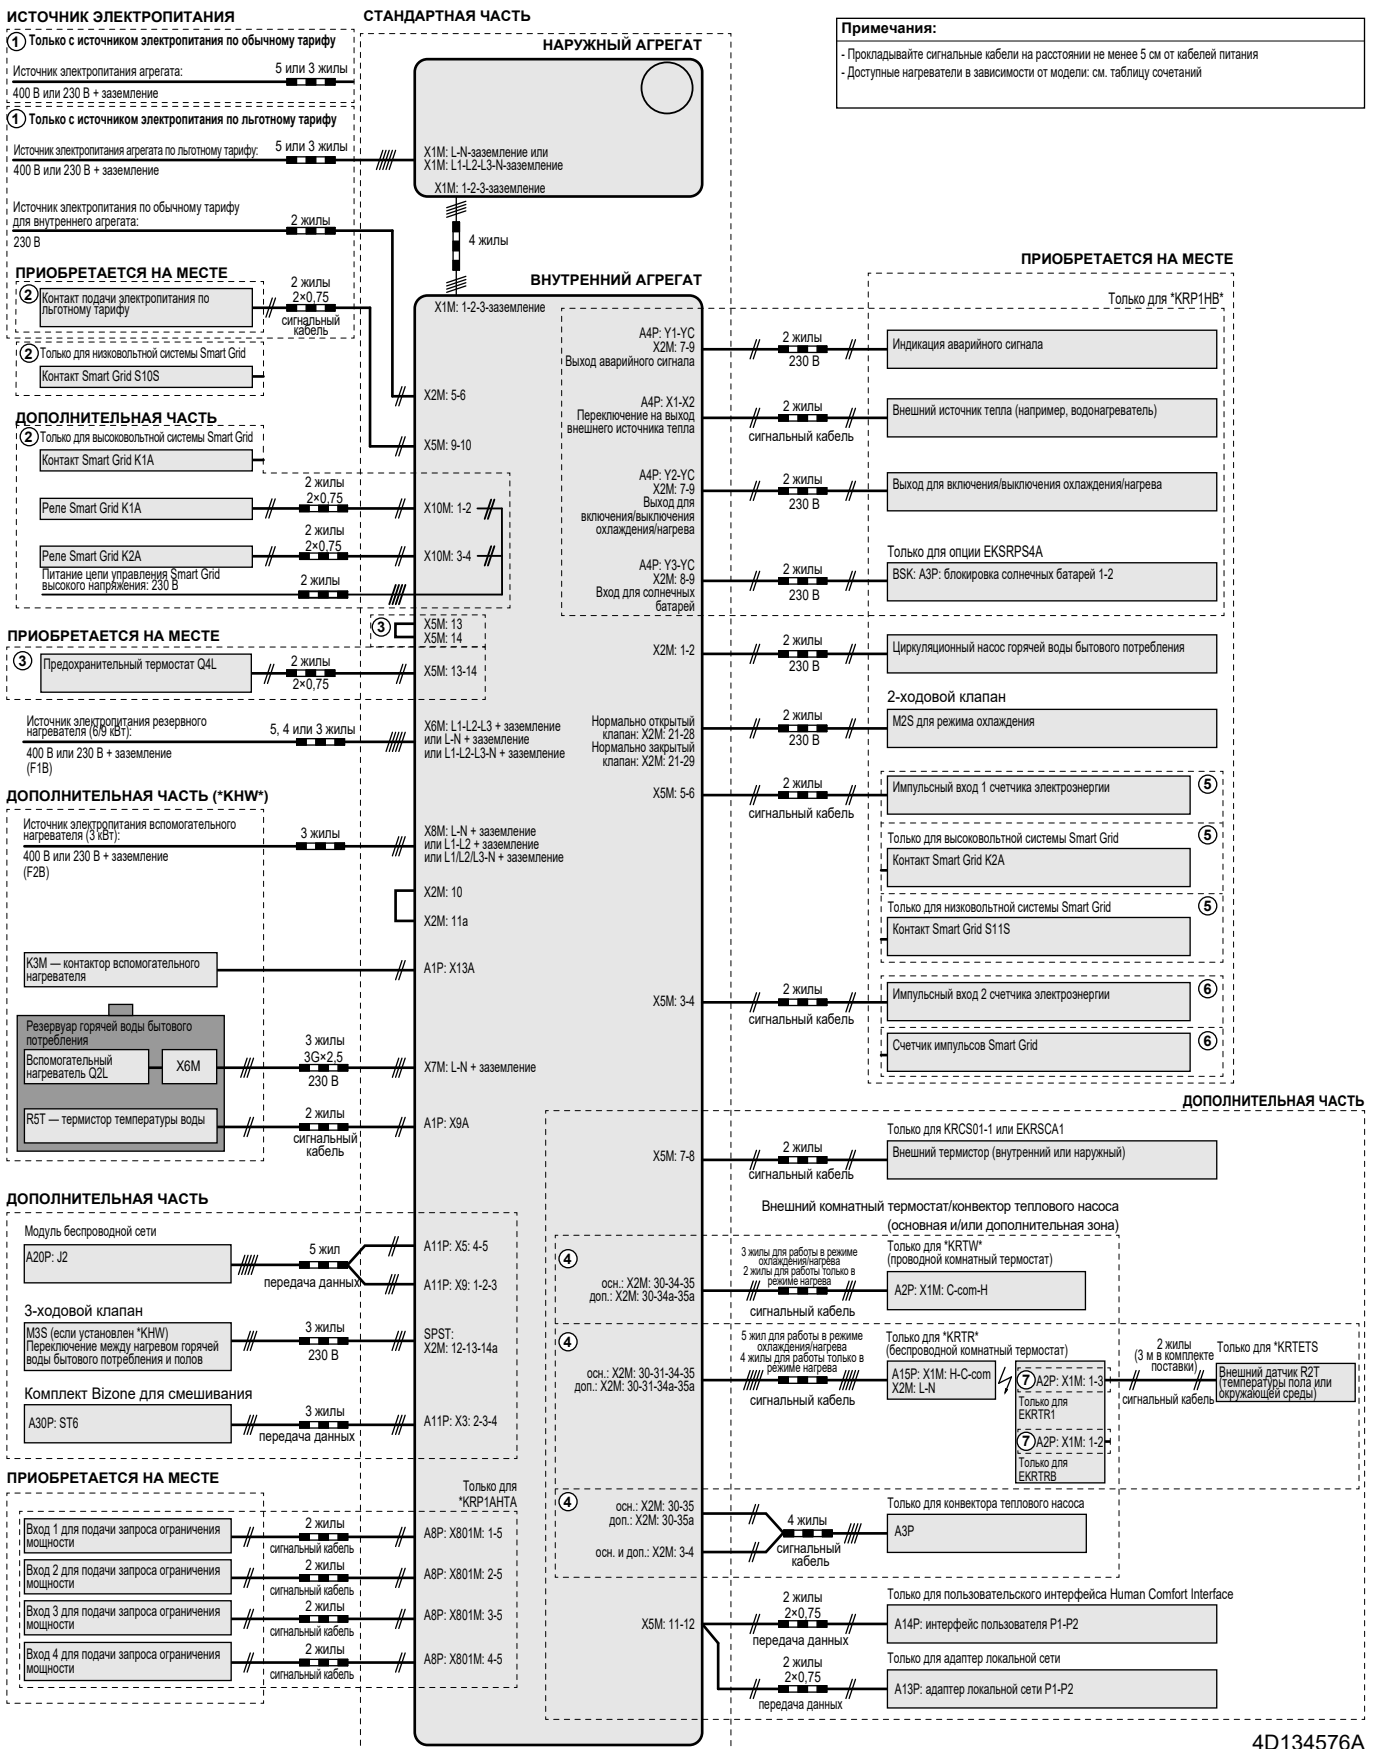 ИСТОЧНИК ЭЛЕКТРОПИТАНИЯ
① Только с источником электропитания по обычному тарифу
Источник электропитания агрегата:
5 или 3 жилы
400 В или 230 В + заземление
① Только с источником электропитания по льготному тарифу
Источник электропитания агрегата по льготному тарифу:
5 или 3 жилы
400 В или 230 В + заземление
Источник электропитания по обычному тарифу
для внутреннего агрегата:
2 жилы
230 В
ПРИОБРЕТАЕТСЯ НА МЕСТЕ
② Контакт подачи электропитания по
льготному тарифу
2 жилы
2×0,75
сигнальный
кабель
② Только для низковольтной системы Smart Grid
Контакт Smart Grid S10S
ДОПОЛНИТЕЛЬНАЯ ЧАСТЬ
② Только для высоковольтной системы Smart Grid
Контакт Smart Grid K1A
Реле Smart Grid K1A
2 жилы
2×0,75
Реле Smart Grid K2A
2 жилы
2×0,75
Питание цепи управления Smart Grid
высокого напряжения: 230 В
2 жилы
ПРИОБРЕТАЕТСЯ НА МЕСТЕ
③
Предохранительный термостат Q4L
2 жилы
2×0,75
Источник электропитания резервного
нагревателя (6/9 кВт):
5, 4 или 3 жилы
400 В или 230 В + заземление
(F1B)
ДОПОЛНИТЕЛЬНАЯ ЧАСТЬ (*KHW*)
Источник электропитания вспомогательного
нагревателя (3 кВт):
3 жилы
400 В или 230 В + заземление
(F2B)
K3M — контактор вспомогательного
нагревателя
Резервуар горячей воды бытового
потребления
Вспомогательный
нагреватель Q2L
X6M
3 жилы
3G×2,5
230 В
R5T — термистор температуры воды
2 жилы
сигнальный
кабель
ДОПОЛНИТЕЛЬНАЯ ЧАСТЬ
Модуль беспроводной сети
A20P: J2
5 жил
передача данных
3-ходовой клапан
M3S (если установлен *KHW)
Переключение между нагревом горячей
воды бытового потребления и полов
3 жилы
230 В
Комплект Bizone для смешивания
A30P: ST6
3 жилы
передача данных
ПРИОБРЕТАЕТСЯ НА МЕСТЕ
Вход 1 для подачи запроса ограничения
мощности
2 жилы
сигнальный кабель
Вход 2 для подачи запроса ограничения
мощности
2 жилы
сигнальный кабель
Вход 3 для подачи запроса ограничения
мощности
2 жилы
сигнальный кабель
Вход 4 для подачи запроса ограничения
мощности
2 жилы
сигнальный кабель
СТАНДАРТНАЯ ЧАСТЬ
НАРУЖНЫЙ АГРЕГАТ
X1M: L-N-заземление или
X1M: L1-L2-L3-N-заземление
X1M: 1-2-3-заземление
4 жилы
ВНУТРЕННИЙ АГРЕГАТ
X1M: 1-2-3-заземление
X2M: 5-6
X5M: 9-10
X10M: 1-2
X10M: 3-4
③
X5M: 13
X5M: 14
X5M: 13-14
X6M: L1-L2-L3 + заземление
или L-N + заземление
или L1-L2-L3-N + заземление
X8M: L-N + заземление
или L1-L2 + заземление
или L1/L2/L3-N + заземление
X2M: 10
X2M: 11a
A1P: X13A
X7M: L-N + заземление
A1P: X9A
A11P: X5: 4-5
A11P: X9: 1-2-3
SPST:
X2M: 12-13-14a
A11P: X3: 2-3-4
Только для
*KRP1AHTA
A8P: X801M: 1-5
A8P: X801M: 2-5
A8P: X801M: 3-5
A8P: X801M: 4-5
Примечания:
- Прокладывайте сигнальные кабели на расстоянии не менее 5 см от кабелей питания
- Доступные нагреватели в зависимости от модели: см. таблицу сочетаний
ПРИОБРЕТАЕТСЯ НА МЕСТЕ
Только для *KRP1HB*
A4P: Y1-YC
X2M: 7-9
Выход аварийного сигнала
2 жилы
230 В
Индикация аварийного сигнала
A4P: X1-X2
Переключение на выход
внешнего источника тепла
2 жилы
сигнальный кабель
Внешний источник тепла (например, водонагреватель)
A4P: Y2-YC
X2M: 7-9
Выход для
включения/выключения
охлаждения/нагрева
2 жилы
230 В
Выход для включения/выключения охлаждения/нагрева
Только для опции EKSRPS4A
A4P: Y3-YC
X2M: 8-9
Вход для солнечных
батарей
2 жилы
230 В
BSK: A3P: блокировка солнечных батарей 1-2
X2M: 1-2
2 жилы
230 В
Циркуляционный насос горячей воды бытового потребления
2-ходовой клапан
Нормально открытый
клапан: X2M: 21-28
Нормально закрытый
клапан: X2M: 21-29
2 жилы
230 В
M2S для режима охлаждения
X5M: 5-6
2 жилы
сигнальный кабель
Импульсный вход 1 счетчика электроэнергии
⑤
Только для высоковольтной системы Smart Grid
⑤
Контакт Smart Grid K2A
Только для низковольтной системы Smart Grid
⑤
Контакт Smart Grid S11S
X5M: 3-4
2 жилы
сигнальный кабель
Импульсный вход 2 счетчика электроэнергии
⑥
Счетчик импульсов Smart Grid
⑥
ДОПОЛНИТЕЛЬНАЯ ЧАСТЬ
Только для KRCS01-1 или EKRSCA1
X5M: 7-8
2 жилы
сигнальный кабель
Внешний термистор (внутренний или наружный)
Внешний комнатный термостат/конвектор теплового насоса
(основная и/или дополнительная зона)
④
осн.: X2M: 30-34-35
доп.: X2M: 30-34a-35a
3 жилы для работы в режиме
охлаждения/нагрева
2 жилы для работы только в
режиме нагрева
сигнальный кабель
Только для *KRTW*
(проводной комнатный термостат)
A2P: X1M: C-com-H
④
осн.: X2M: 30-31-34-35
доп.: X2M: 30-31-34a-35a
5 жил для работы в режиме
охлаждения/нагрева
4 жилы для работы только в
режиме нагрева
сигнальный кабель
Только для *KRTR*
(беспроводной комнатный термостат)
A15P: X1M: H-C-com
X2M: L-N
⑦ A2P: X1M: 1-3
Только для
EKRTR1
⑦ A2P: X1M: 1-2
Только для
EKRTRB
2 жилы
(3 м в комплекте
поставки)
сигнальный кабель
Только для *KRTETS
Внешний датчик R2T
(температуры пола или
окружающей среды)
④
осн.: X2M: 30-35
доп.: X2M: 30-35a
осн. и доп.: X2M: 3-4
4 жилы
сигнальный
кабель
Только для конвектора теплового насоса
A3P
X5M: 11-12
2 жилы
2×0,75
передача данных
Только для пользовательского интерфейса Human Comfort Interface
A14P: интерфейс пользователя P1-P2
2 жилы
2×0,75
передача данных
Только для адаптер локальной сети
A13P: адаптер локальной сети P1-P2
4D134576A